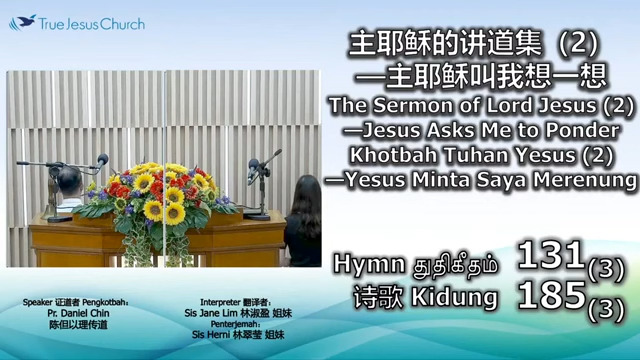 True Jesus Church
主耶稣的讲道集（2）
—主耶稣叫我想一想
The Sermon of Lord Jesus (2)
—Jesus Asks Me to Ponder
Khotbah Tuhan Yesus (2)
—Yesus Minta Saya Merenung
Hymn துதிகீதம் 131(3)
诗歌 Kidung 185(3)
Speaker 证道者 Pengkotbah:
Pr. Daniel Chin
陈但以理传道
Interpreter 翻译者:
Sis Jane Lim 林淑盈 姐妹
Penterjemah:
Sis Herni 林翠莹 姐妹